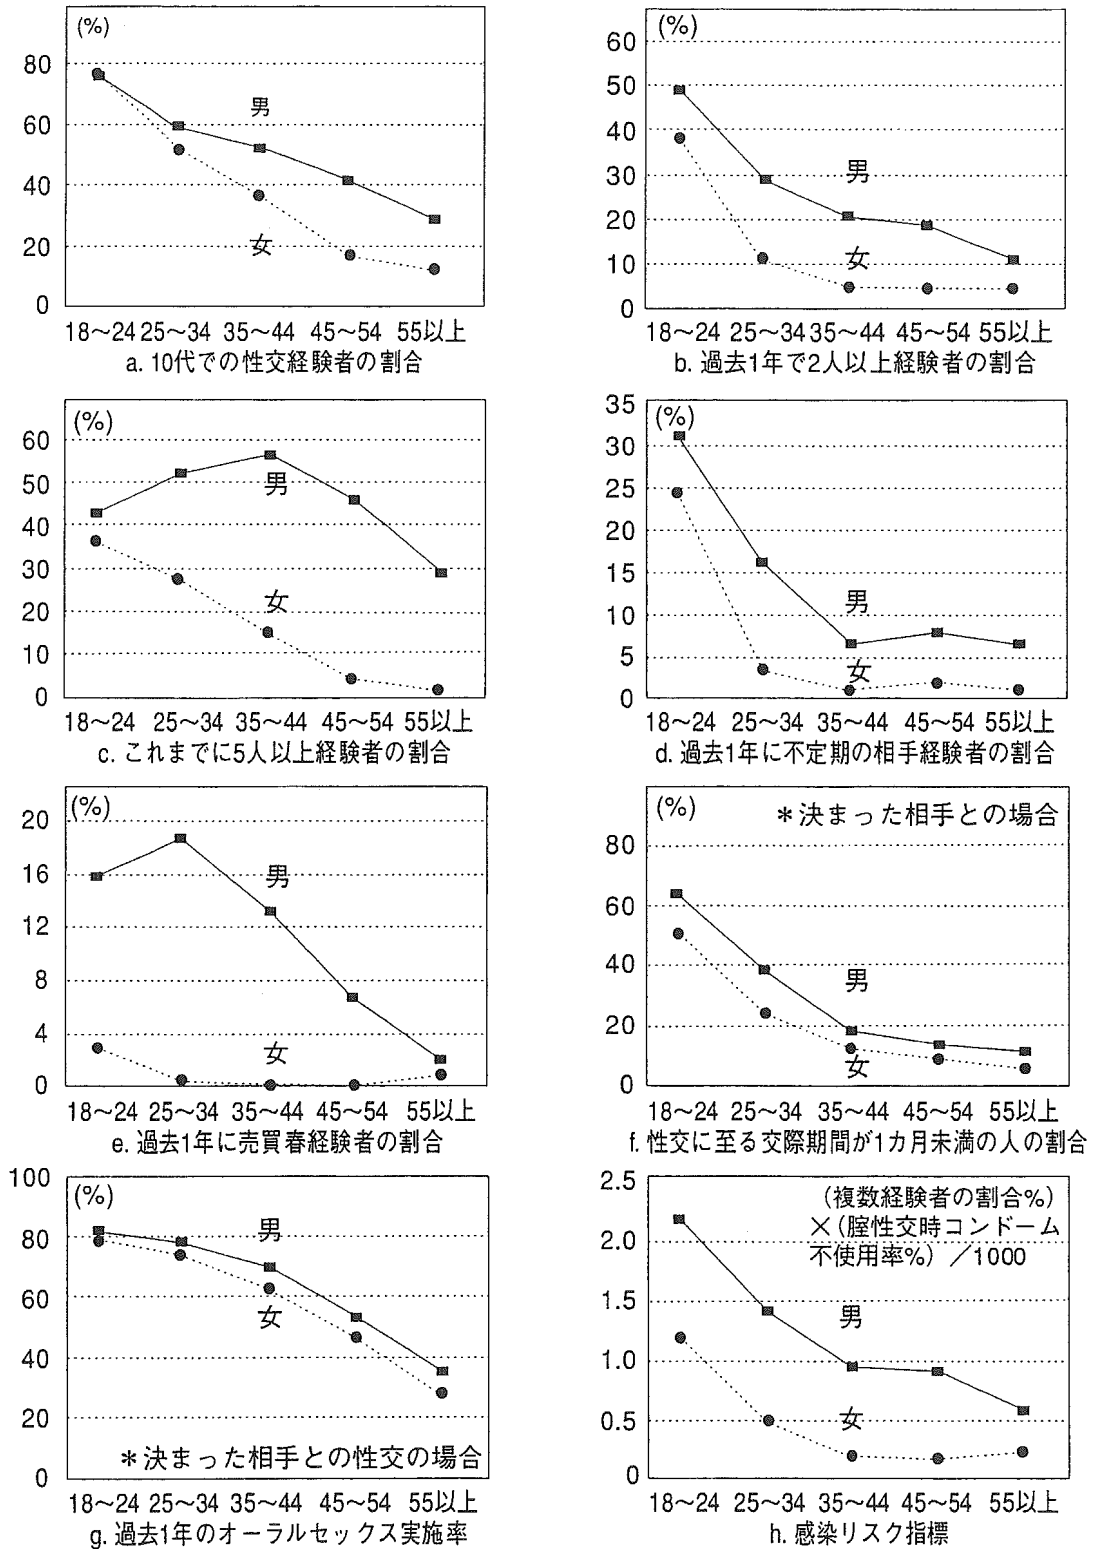 (%)
80
60
40
20
0
男
女
18〜24 25〜34 35〜44 45〜54 55以上
a. 10代での性交経験者の割合
(%)
60
50
40
30
20
10
0
男
女
18〜24 25〜34 35〜44 45〜54 55以上
b. 過去1年で2人以上経験者の割合
(%)
60
50
40
30
20
10
0
男
女
18〜24 25〜34 35〜44 45〜54 55以上
c. これまでに5人以上経験者の割合
(%)
35
30
25
20
15
10
5
0
男
女
18〜24 25〜34 35〜44 45〜54 55以上
d. 過去1年に不定期の相手経験者の割合
(%)
20
16
12
8
4
0
男
女
18〜24 25〜34 35〜44 45〜54 55以上
e. 過去1年に売買春経験者の割合
(%)
＊決まった相手との場合
80
60
40
20
0
男
女
18〜24 25〜34 35〜44 45〜54 55以上
f. 性交に至る交際期間が1カ月未満の人の割合
100
(%)
80
60
40
20
0
男
女
＊決まった相手との性交の場合
18〜24 25〜34 35〜44 45〜54 55以上
g. 過去1年のオーラルセックス実施率
2.5
2.0
1.5
1.0
0.5
0
（複数経験者の割合%）
×（腟性交時コンドーム
不使用率%）／1000
男
女
18〜24 25〜34 35〜44 45〜54 55以上
h. 感染リスク指標